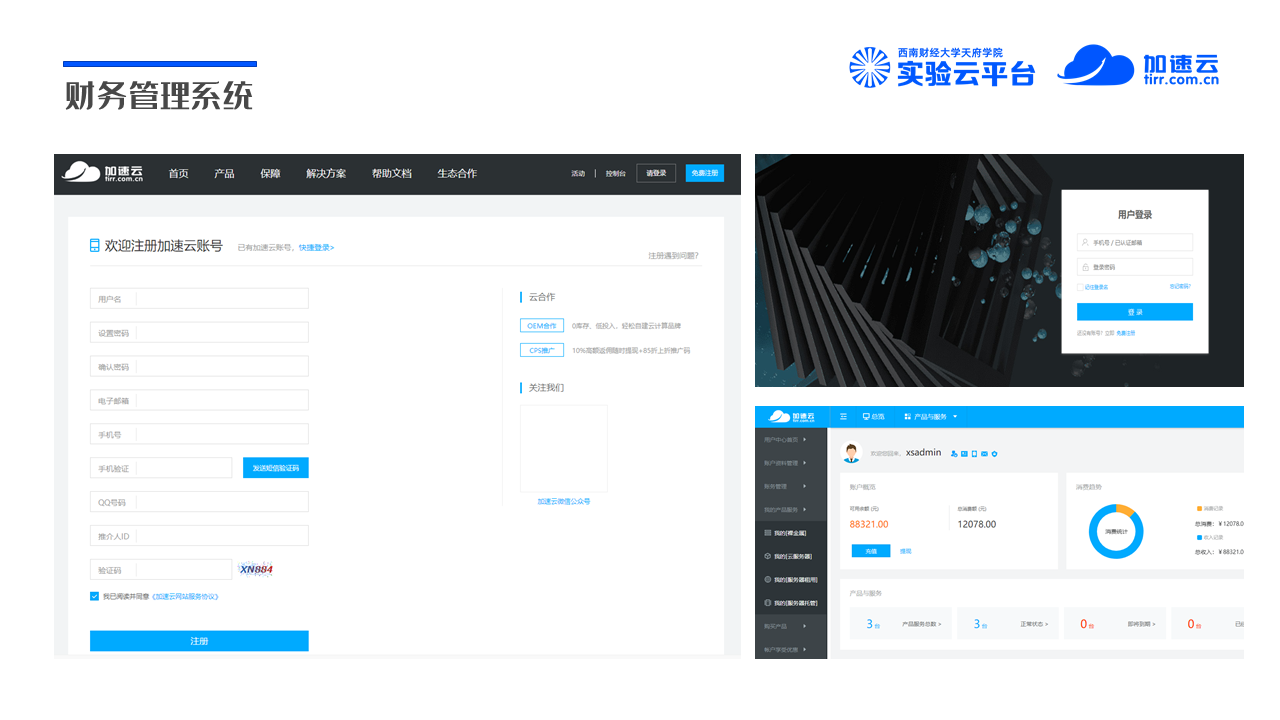 财务管理系统
西南财经大学天府学院
实验云平台
加速云
tirr.com.cn
加速云
tirr.com.cn
首页 产品 保障 解决方案 帮助文档 生态合作 活动 | 控制台 请登录 免费注册
欢迎注册加速云账号 已有加速云账号，快捷登录»
注册遇到问题?
用户名
设置密码
确认密码
电子邮箱
手机号
手机验证 发送短信验证码
QQ号码
推介人ID
验证码 XN884
我已阅读并同意《加速云网站服务协议》
注册
云合作
OEM合作 0库存、低投入，轻松自建云计算品牌
CPS推广 10%高额返佣随时提现+85折上折推广码
关注我们
加速云微信公众号
用户登录
手机号 / 已认证邮箱
登录密码
记住登录名 忘记密码?
登 录
还没有账号? 立即 免费注册
加速云
tirr.com.cn
总览 产品与服务
用户中心首页
账户资料管理
财务管理
我的产品服务
我的[裸金属]
我的[云服务器]
我的[服务器租用]
我的[服务器托管]
购买产品
帐户享受优惠
欢迎您回来, xsadmin
账户概览
可用余额 (元) 总消费额 (元)
88321.00 12078.00
充值 提现
消费趋势
消费统计
消费记录
总消费: ¥ 12078.0
收入记录
总收入: ¥ 88321.0
产品与服务
3 台 产品服务总数 >
3 台 正常状态 >
0 台 即将到期 >
0 台